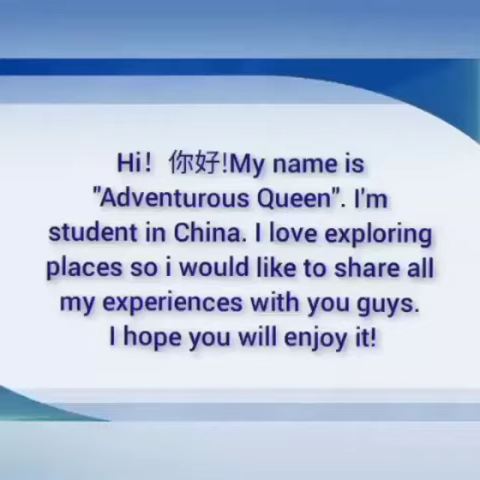 Hi！你好!My name is
"Adventurous Queen". I'm
student in China. I love exploring
places so i would like to share all
my experiences with you guys.
I hope you will enjoy it!